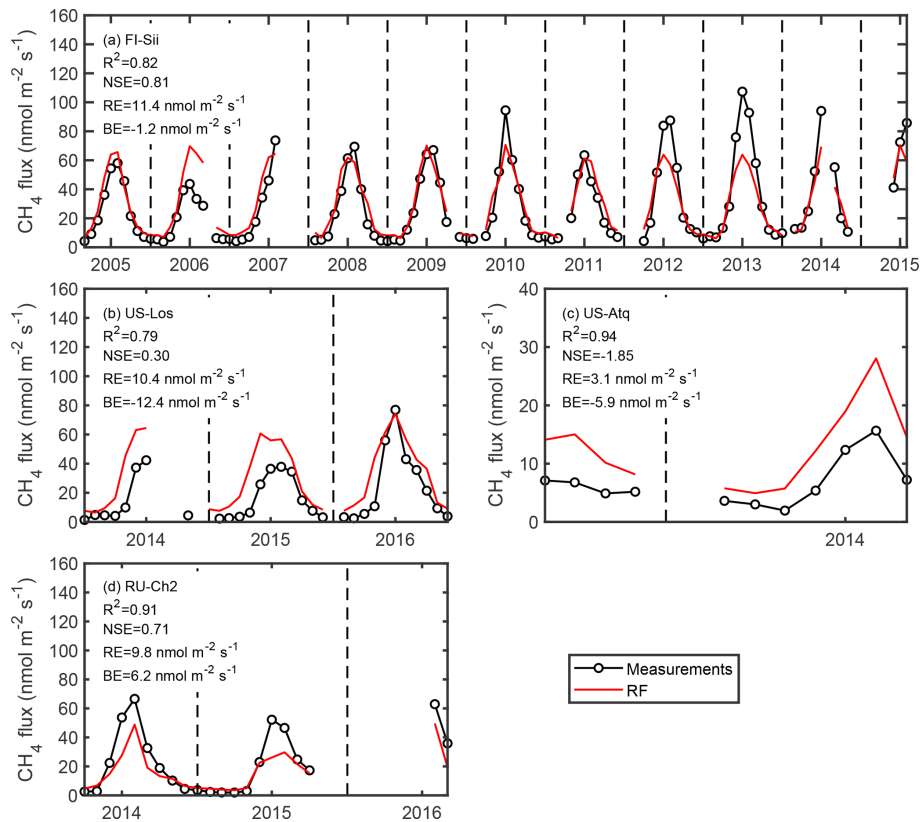 CH4 flux (nmol m−2 s−1)
160
140
120
100
80
60
40
20
0
(a) FI-Sii
R2=0.82
NSE=0.81
RE=11.4 nmol m−2 s−1
BE=-1.2 nmol m−2 s−1
2005 2006 2007 2008 2009 2010 2011 2012 2013 2014 2015
CH4 flux (nmol m−2 s−1)
160
140
120
100
80
60
40
20
0
(b) US-Los
R2=0.79
NSE=0.30
RE=10.4 nmol m−2 s−1
BE=-12.4 nmol m−2 s−1
2014 2015 2016
CH4 flux (nmol m−2 s−1)
40
30
20
10
0
(c) US-Atq
R2=0.94
NSE=-1.85
RE=3.1 nmol m−2 s−1
BE=-5.9 nmol m−2 s−1
2014
CH4 flux (nmol m−2 s−1)
160
140
120
100
80
60
40
20
0
(d) RU-Ch2
R2=0.91
NSE=0.71
RE=9.8 nmol m−2 s−1
BE=6.2 nmol m−2 s−1
2014 2015 2016
Measurements
RF